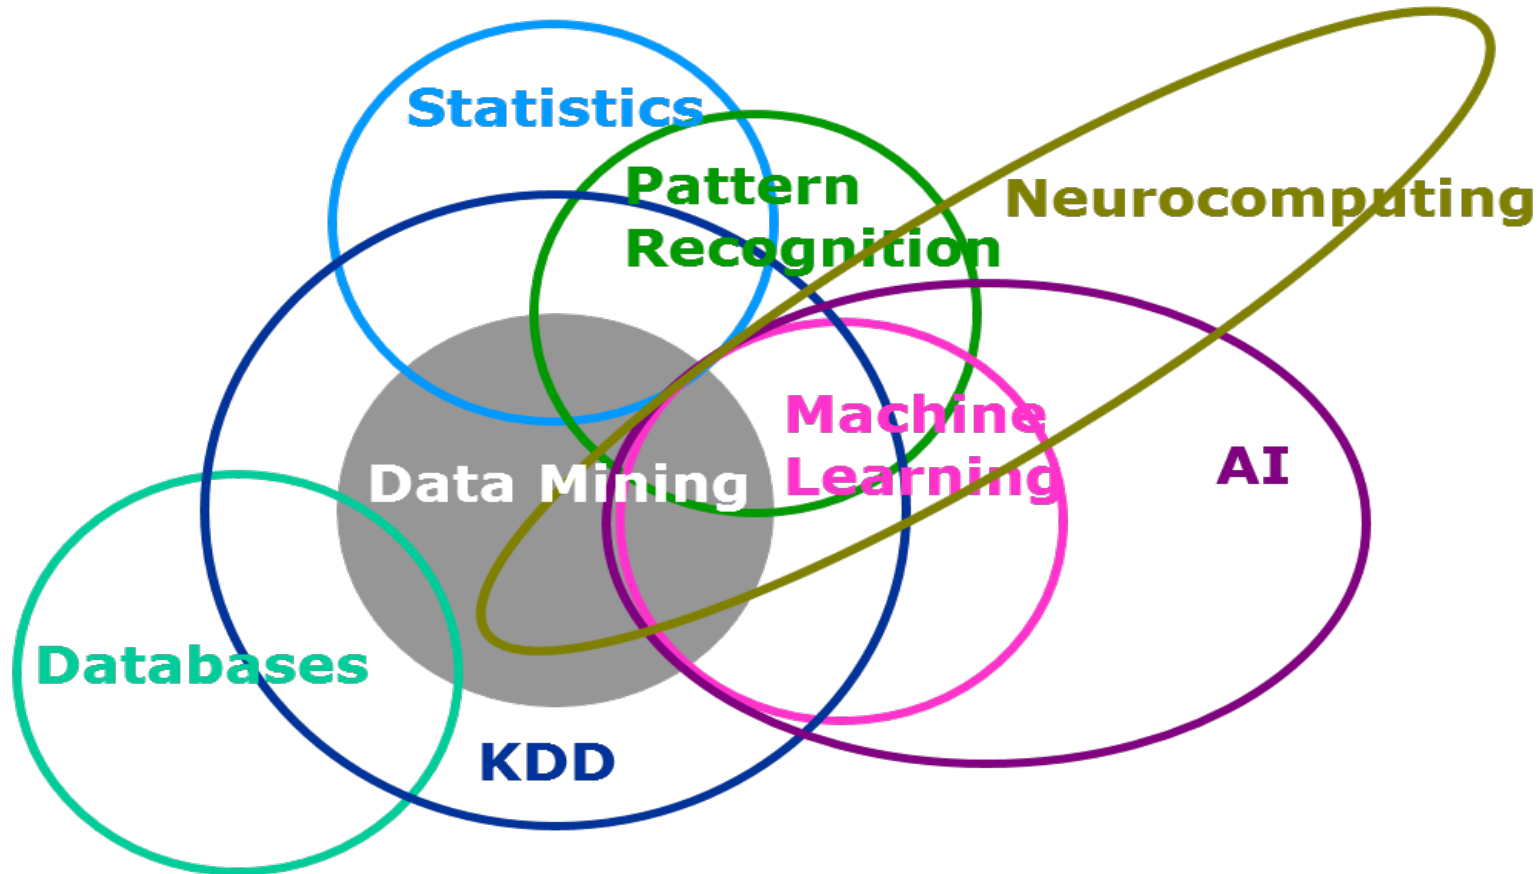 Statistics
Pattern
Recognition
Neurocomputing
Machine
Learning
AI
Data Mining
Databases
KDD